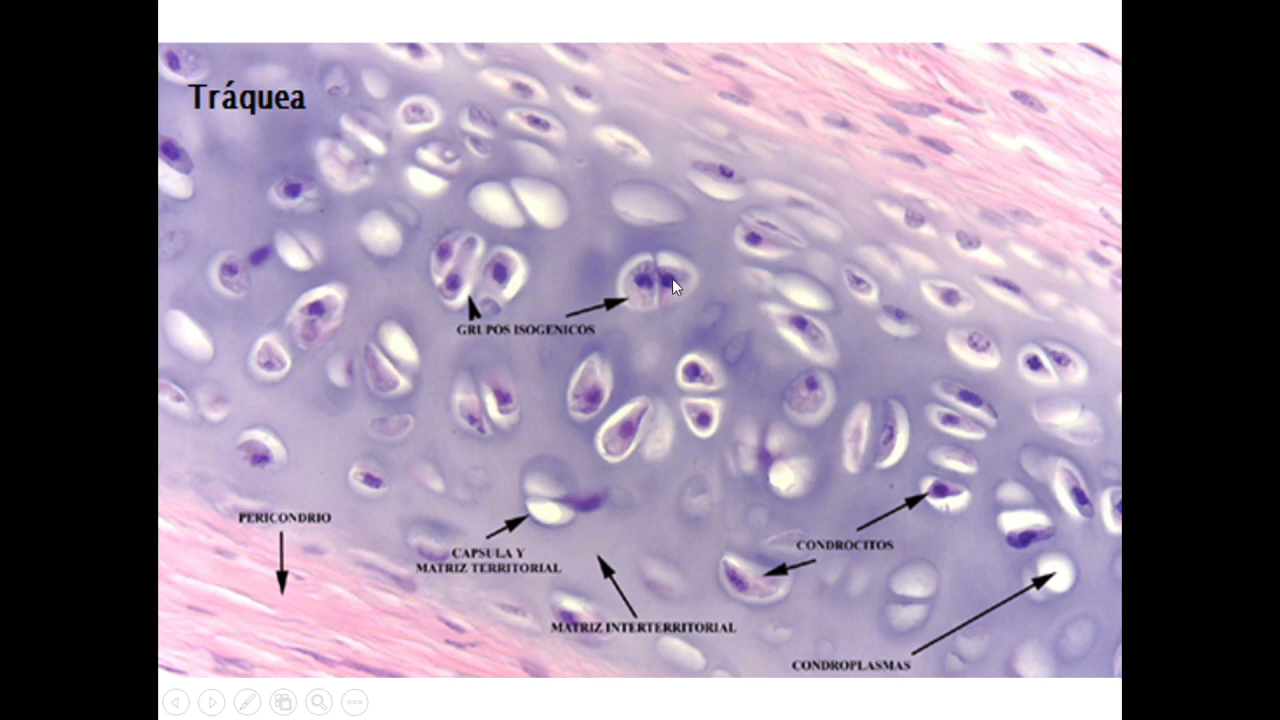 Tráquea
GRUPOS ISOGENICOS
PERICONDRIO
CAPSULA Y
MATRIZ TERRITORIAL
CONDROCITOS
MATRIZ INTERTERRITORIAL
CONDROPLASMAS